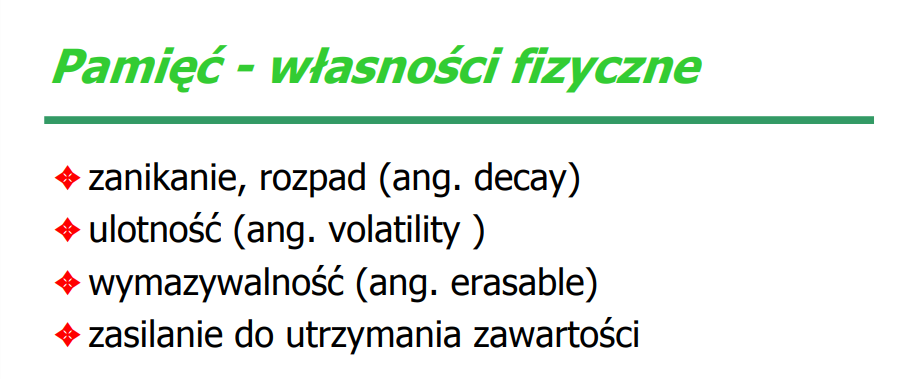 Pamięć - własności fizyczne
❖ zanikanie, rozpad (ang. decay)
❖ ulotność (ang. volatility )
❖ wymazywalność (ang. erasable)
❖ zasilanie do utrzymania zawartości